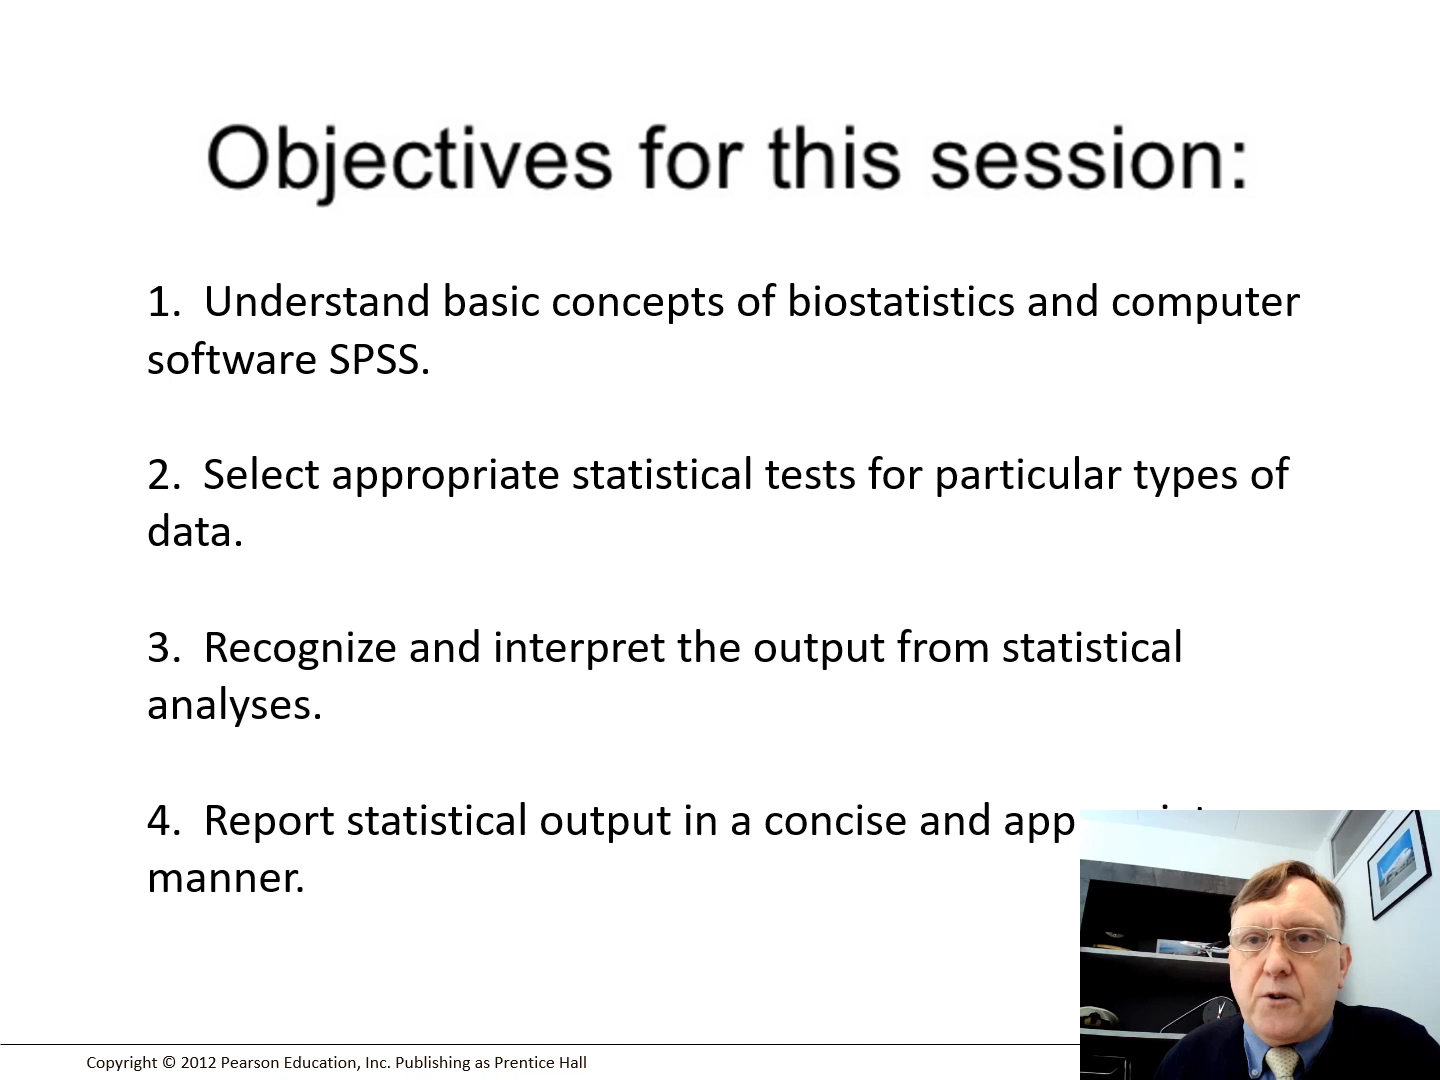 Objectives for this session:
1. Understand basic concepts of biostatistics and computer
software SPSS.
2. Select appropriate statistical tests for particular types of
data.
3. Recognize and interpret the output from statistical
analyses.
4. Report statistical output in a concise and
manner.
Copyright © 2012 Pearson Education, Inc. Publishing as Prentice Hall